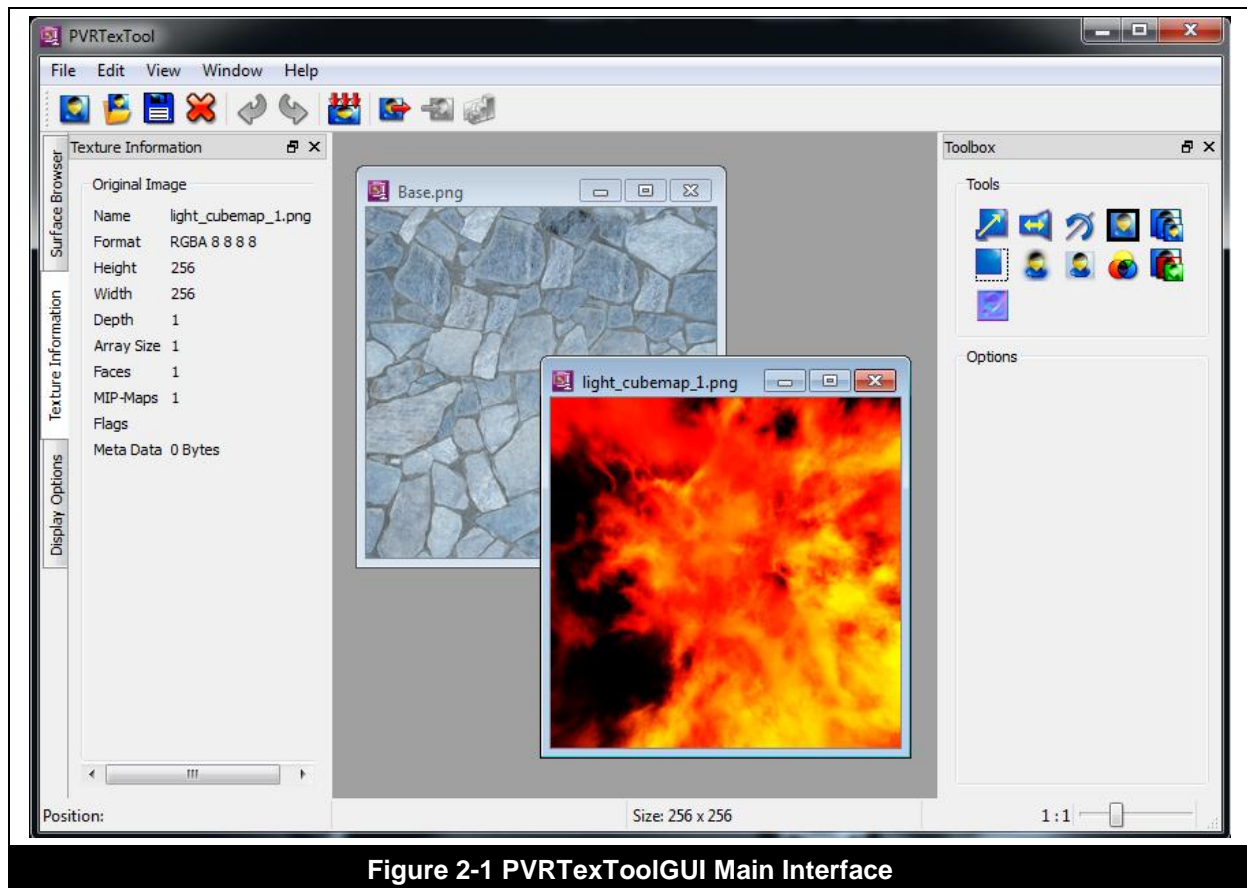 PVRTexTool
File Edit View Window Help
Surface Browser
Texture Information
Display Options
Texture Information
Original Image
Name light_cubemap_1.png
Format RGBA 8 8 8 8
Height 256
Width 256
Depth 1
Array Size 1
Faces 1
MIP-Maps 1
Flags
Meta Data 0 Bytes
Base.png
light_cubemap_1.png
Toolbox
Tools
Options
Position:
Size: 256 x 256
1:1
Figure 2-1 PVRTexToolGUI Main Interface